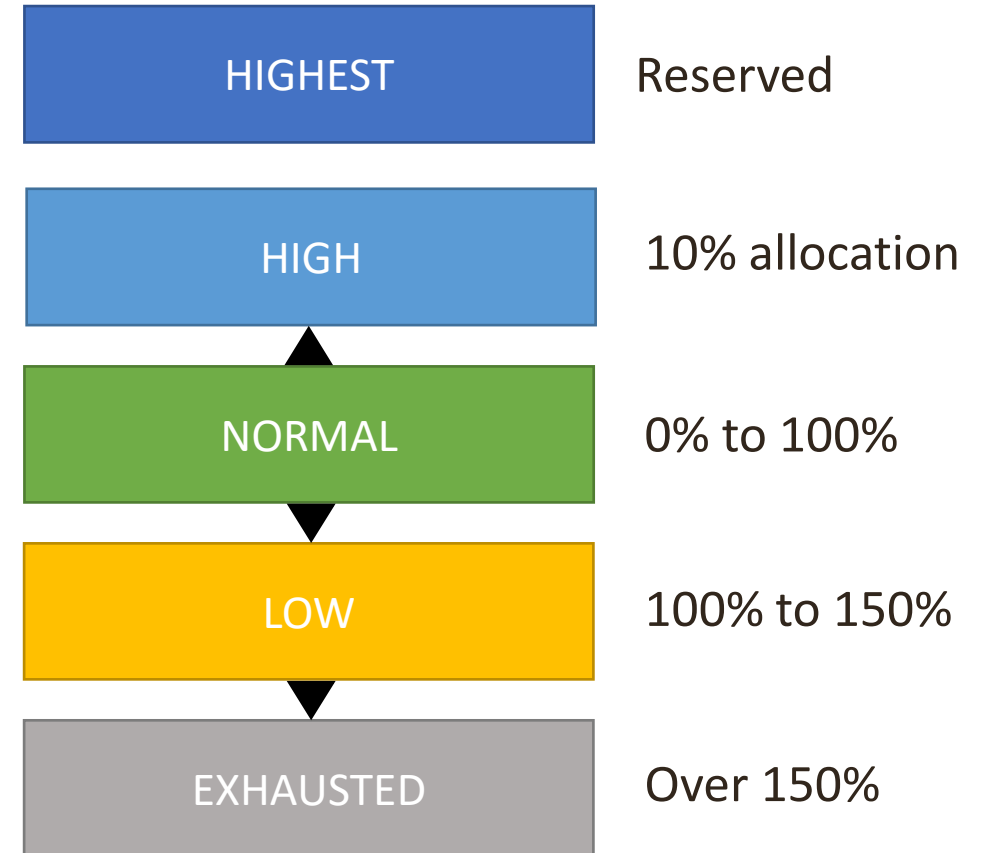 HIGHEST Reserved
HIGH 10% allocation
NORMAL 0% to 100%
LOW 100% to 150%
EXHAUSTED Over 150%